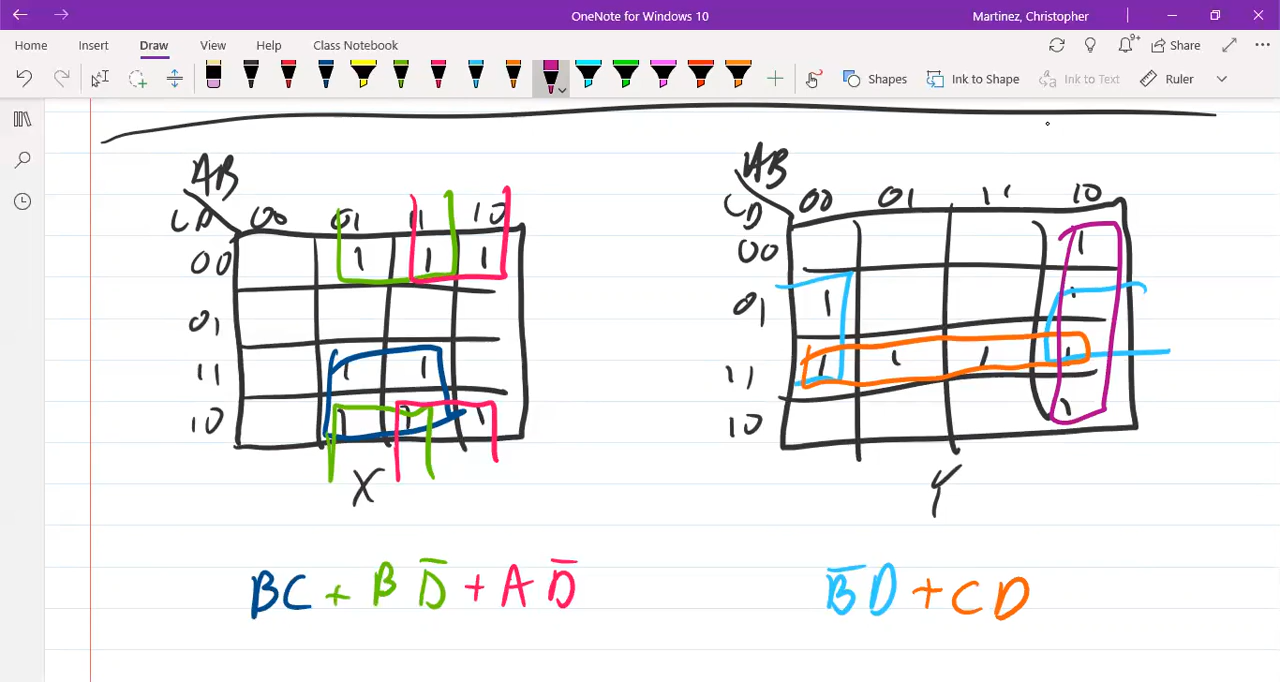 OneNote for Windows 10
Martinez, Christopher
Home Insert Draw View Help Class Notebook
9+ Share
Shapes Ink to Shape Ink to Text Ruler
AB
CD 00 01 11 10
00 1 1 1
01
11 1 1
10 1 1 1
X
BC + B D̅ + A D̅
AB
CD 00 01 11 10
00 1
01 1 1
11 1 1 1 1
10 1
Y
B̅ D + C D